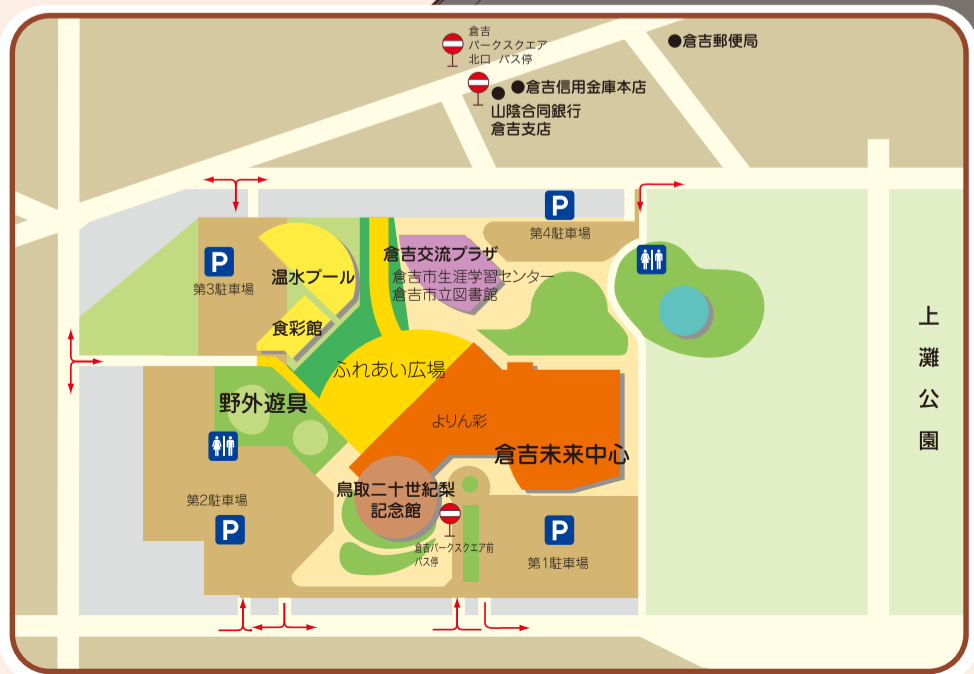 倉吉
パークスクエア
北口 バス停
●倉吉郵便局
●倉吉信用金庫本店
●
山陰合同銀行
倉吉支店
P
第4駐車場
P
第3駐車場
温水プール
食彩館
倉吉交流プラザ
倉吉市生涯学習センター
倉吉市立図書館
上灘公園
ふれあい広場
野外遊具
よりん彩
倉吉未来中心
鳥取二十世紀梨
記念館
第2駐車場
P
倉吉パークスクエア前
バス停
P
第1駐車場